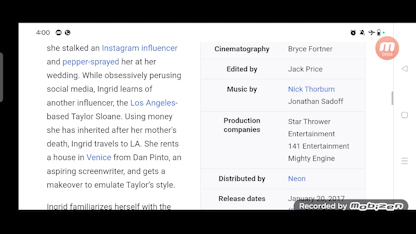 4:00
she stalked an Instagram influencer
and pepper-sprayed her at her
wedding. While obsessively perusing
social media, Ingrid learns of
another influencer, the Los Angeles-
based Taylor Sloane. Using money
she has inherited after her mother's
death, Ingrid travels to LA. She rents
a house in Venice from Dan Pinto, an
aspiring screenwriter, and gets a
makeover to emulate Taylor's style.
Ingrid familiarizes herself with the
Cinematography Bryce Fortner
Edited by Jack Price
Music by Nick Thorburn
Jonathan Sadoff
Production Star Thrower
companies Entertainment
141 Entertainment
Mighty Engine
Distributed by Neon
Release dates January 20, 2017
Recorded by Mobizen